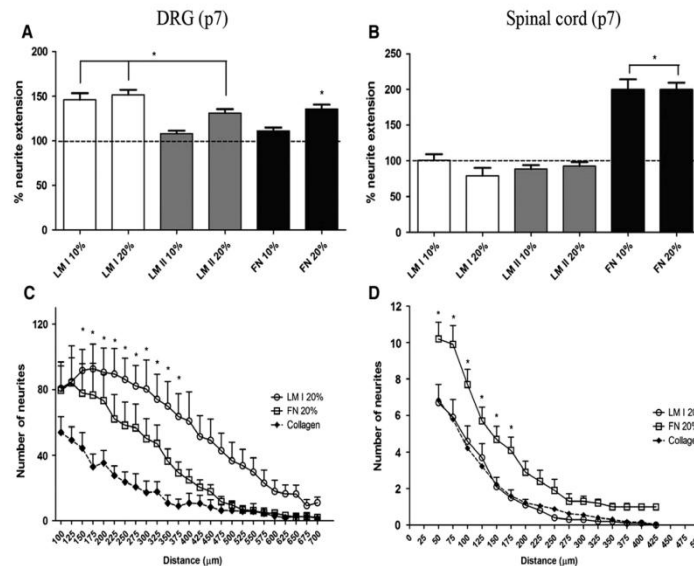 DRG (p7)
Spinal cord (p7)
A
% neurite extension
200
150
100
50
0
*
*
LM I 10%
LM I 20%
LM II 10%
LM II 20%
FN 10%
FN 20%
B
% neurite extension
250
200
150
100
50
0
*
LM I 10%
LM I 20%
LM II 10%
LM II 20%
FN 10%
FN 20%
C
Number of neurites
120
80
40
0
* * * * * * * * * *
LM I 20%
FN 20%
Collagen
100 125 150 175 200 225 250 275 300 325 350 375 400 425 450 475 500 525 550 575 600 625 650 675 700
Distance (µm)
D
Number of neurites
12
10
8
6
4
2
0
* * * * * *
LM I 20
FN 20%
Collagen
0 25 50 75 100 125 150 175 200 225 250 275 300 325 350 375 400 425 450 475
Distance (µm)